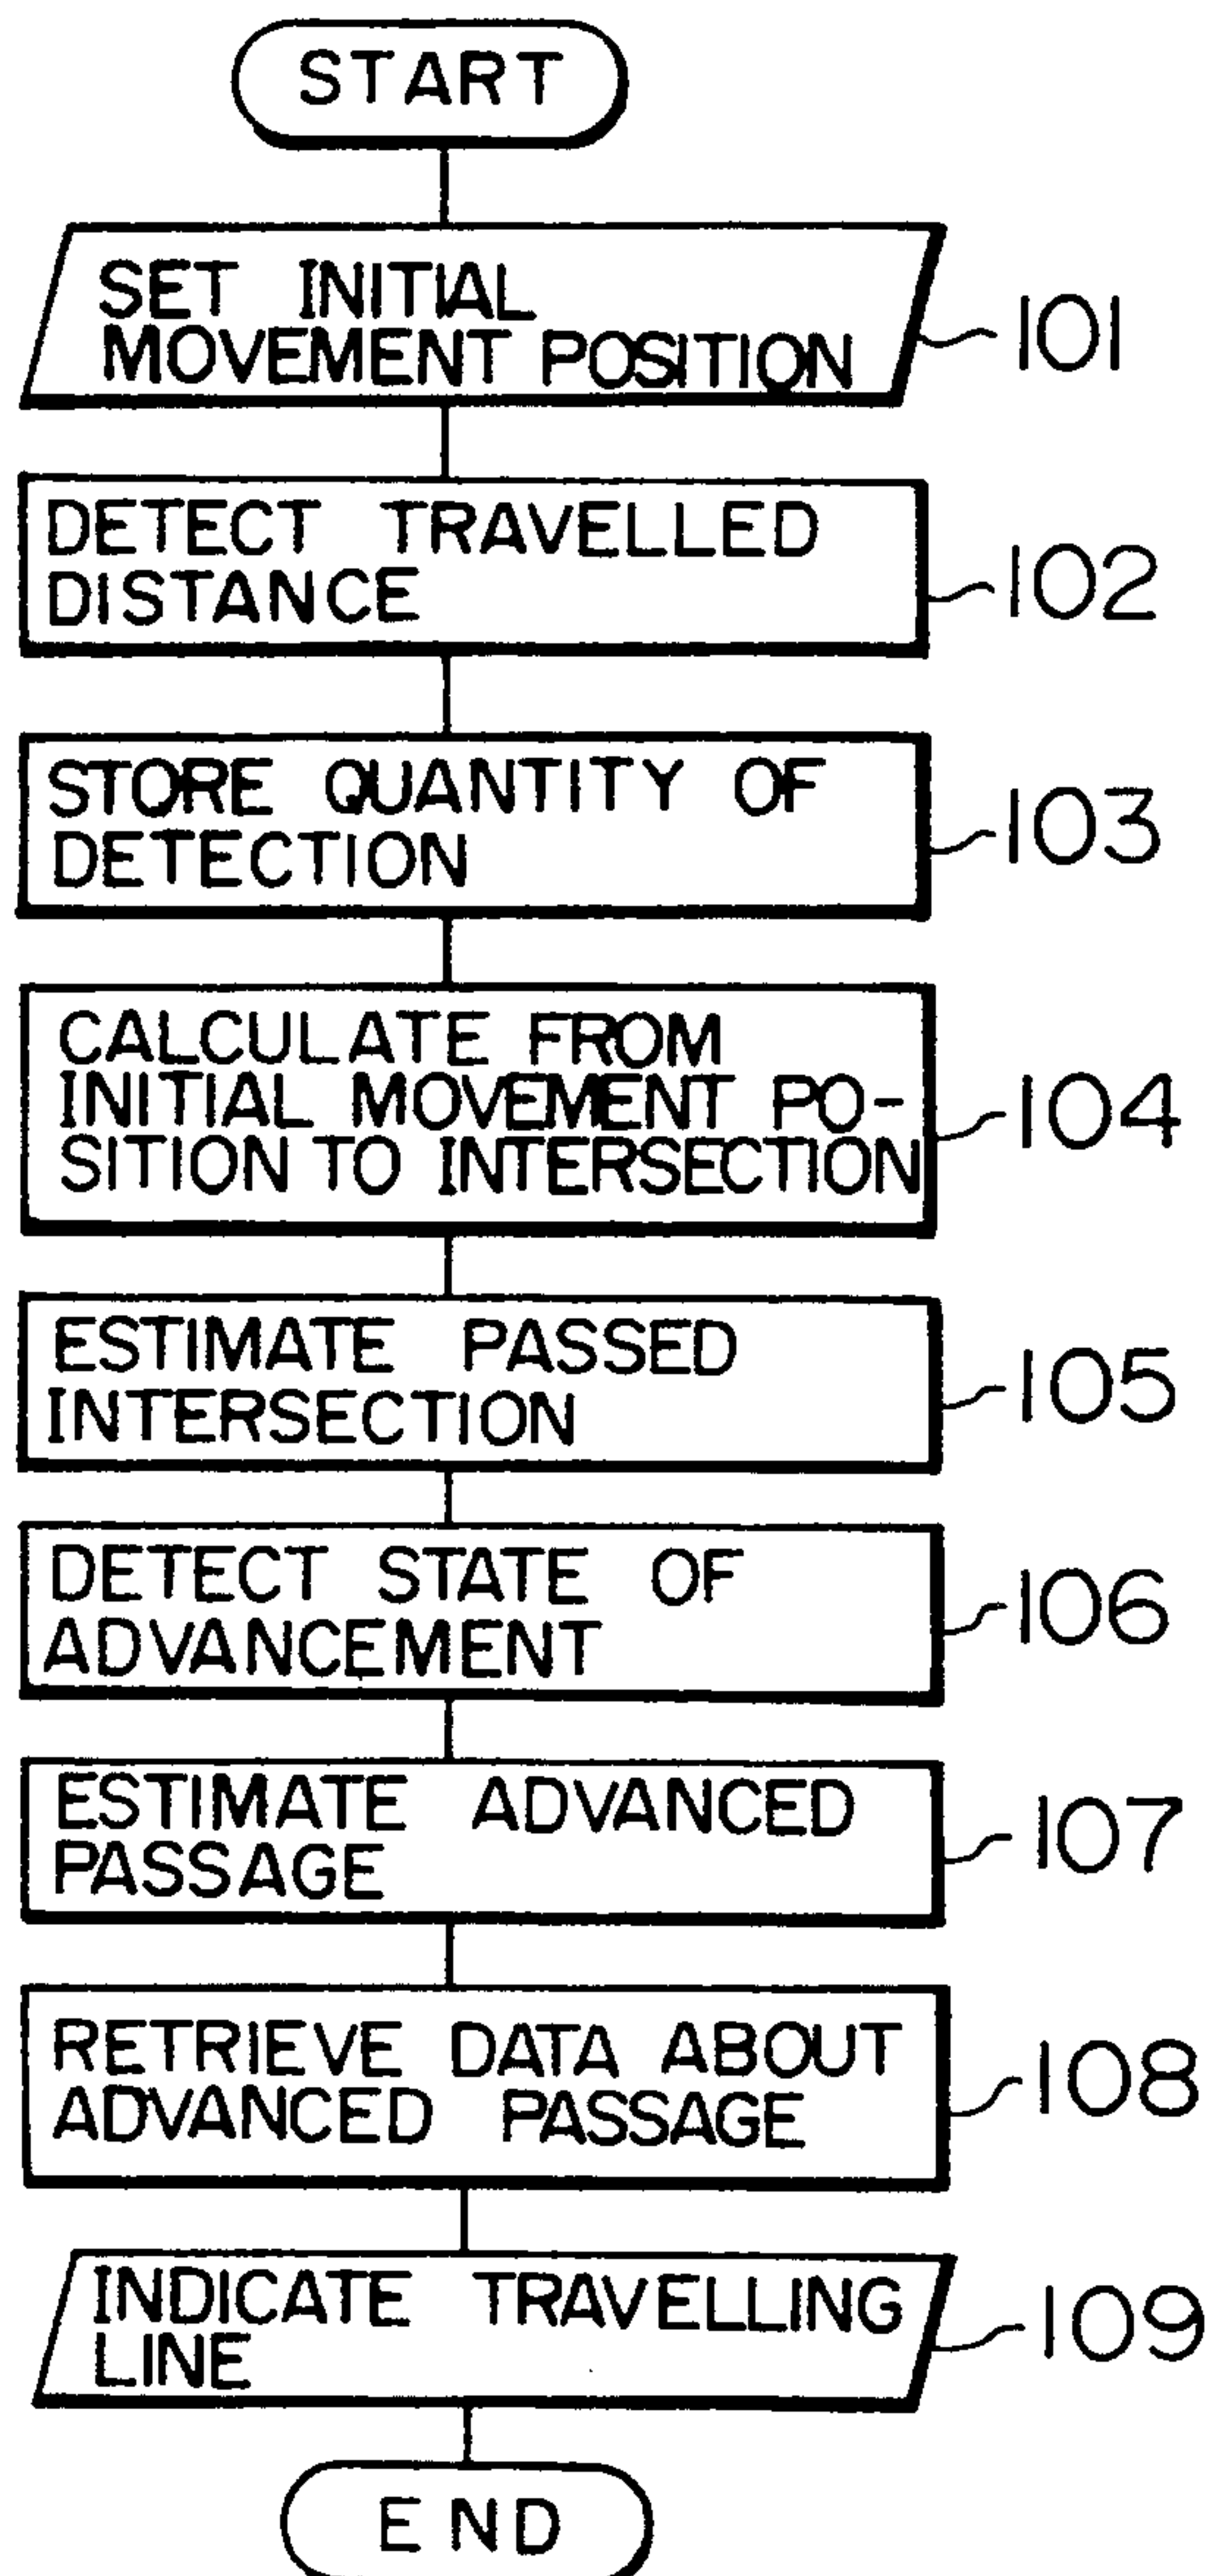 START
SET INITIAL
MOVEMENT POSITION
101
DETECT TRAVELLED
DISTANCE
102
STORE QUANTITY OF
DETECTION
103
CALCULATE FROM
INITIAL MOVEMENT PO-
SITION TO INTERSECTION
104
ESTIMATE PASSED
INTERSECTION
105
DETECT STATE OF
ADVANCEMENT
106
ESTIMATE ADVANCED
PASSAGE
107
RETRIEVE DATA ABOUT
ADVANCED PASSAGE
108
INDICATE TRAVELLING
LINE
109
END